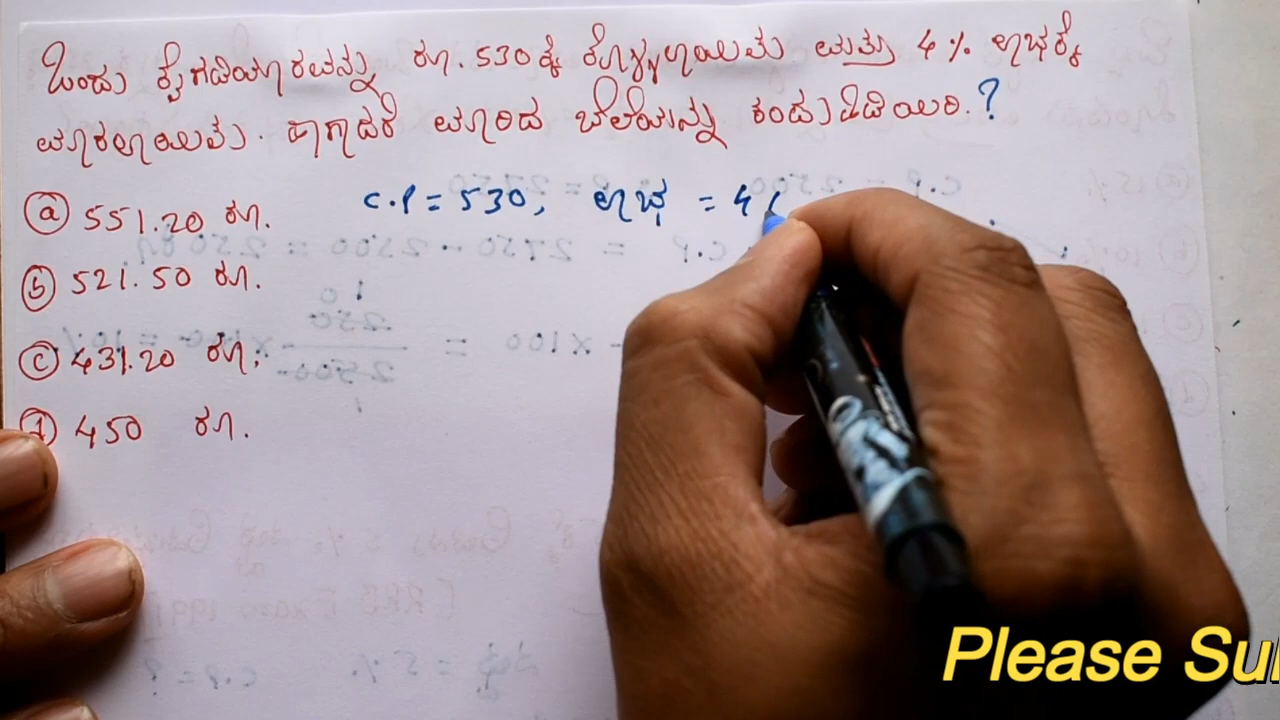 ಒಂದು ಕೈಗಡಿಯಾರವನ್ನು ರೂ. 530ಕ್ಕೆ ಕೊಳ್ಳಲಾಯಿತು ಮತ್ತು 4% ಲಾಭಕ್ಕೆ
ಮಾರಲಾಯಿತು. ಹಾಗಾದರೆ ಮಾರಿದ ಬೆಲೆಯನ್ನು ಕಂಡುಹಿಡಿಯಿರಿ.?
C.P = 530, ಲಾಭ = 4
ⓐ 551.20 ರೂ.
ⓑ 521.50 ರೂ.
ⓒ 431.20 ರೂ.
ⓓ 450 ರೂ.
Please Su